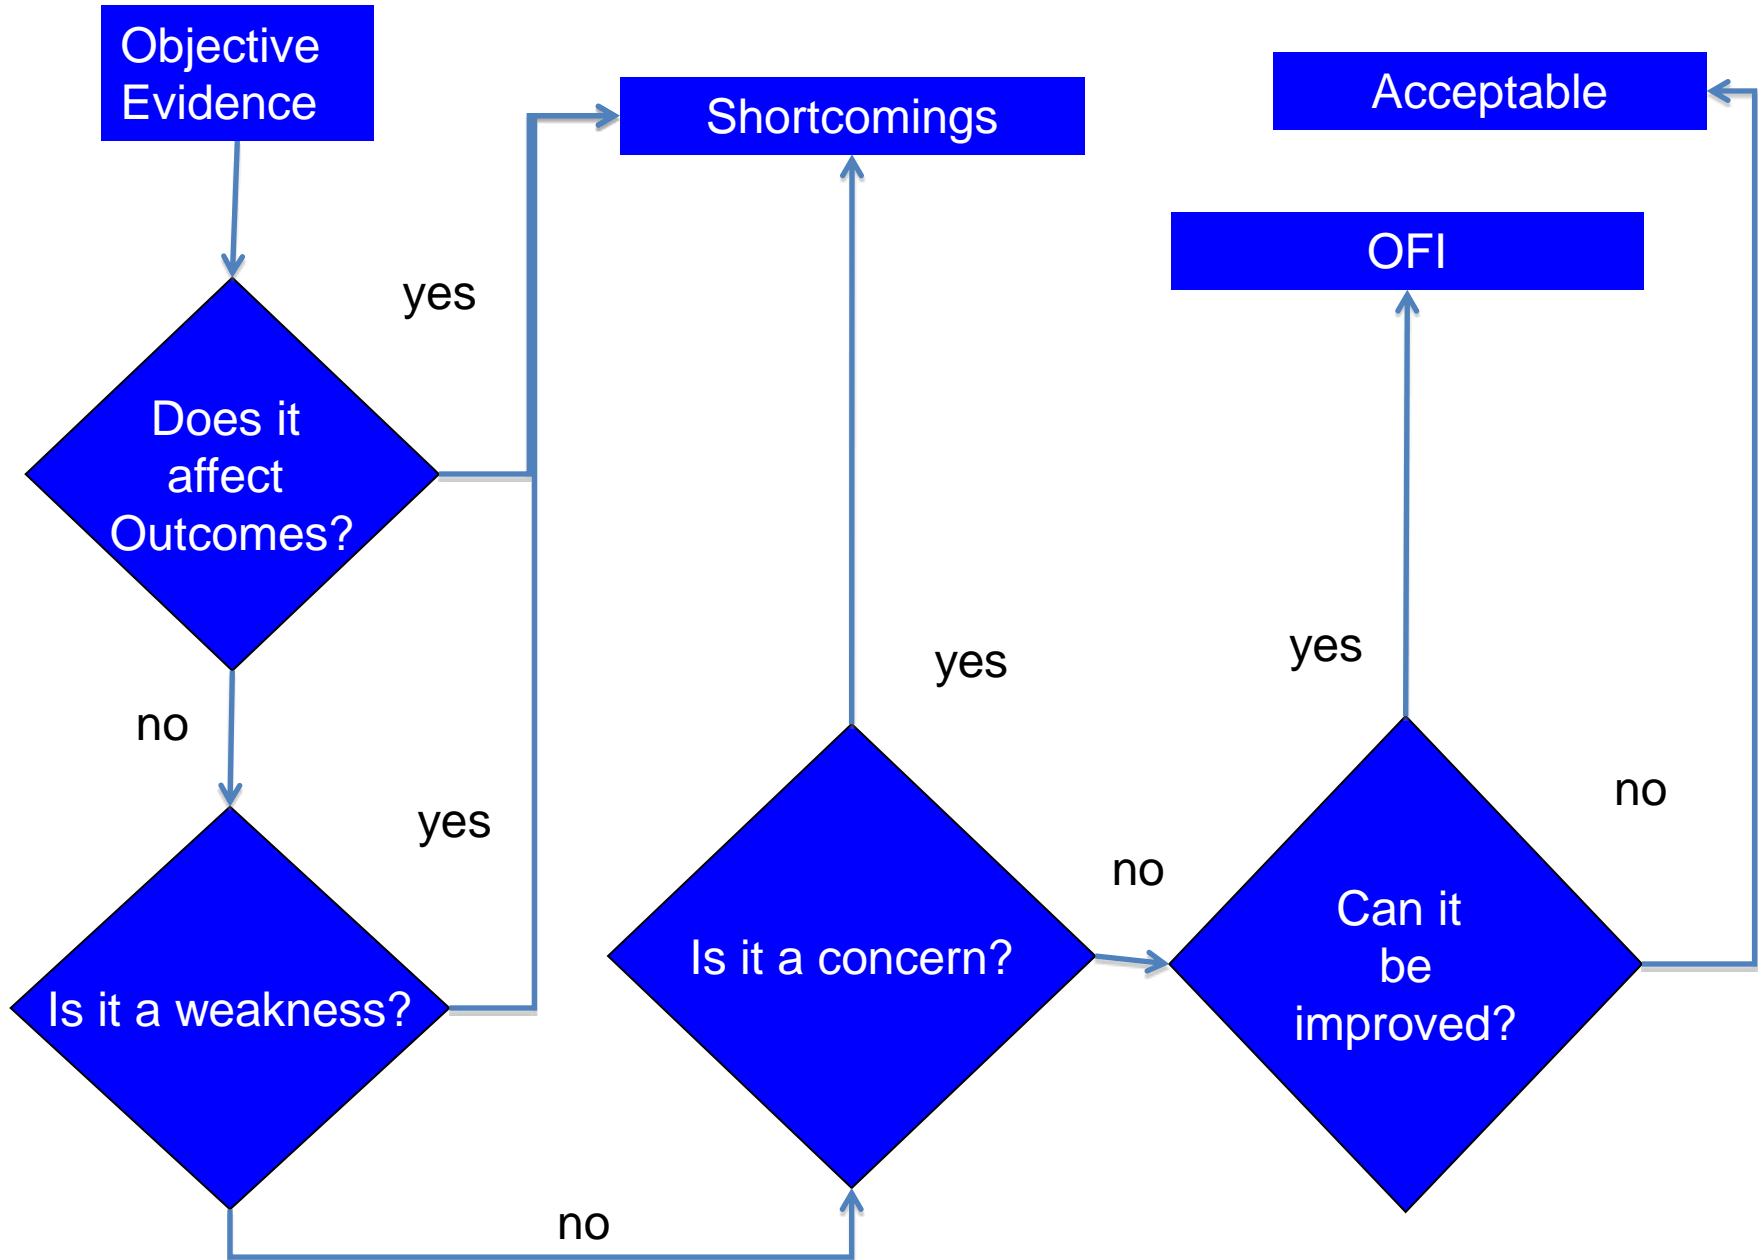 Objective
Evidence
Shortcomings
Acceptable
OFI
yes
Does it
affect
Outcomes?
no
yes
Is it a weakness?
no
yes
Is it a concern?
no
yes
Can it
be
improved?
no